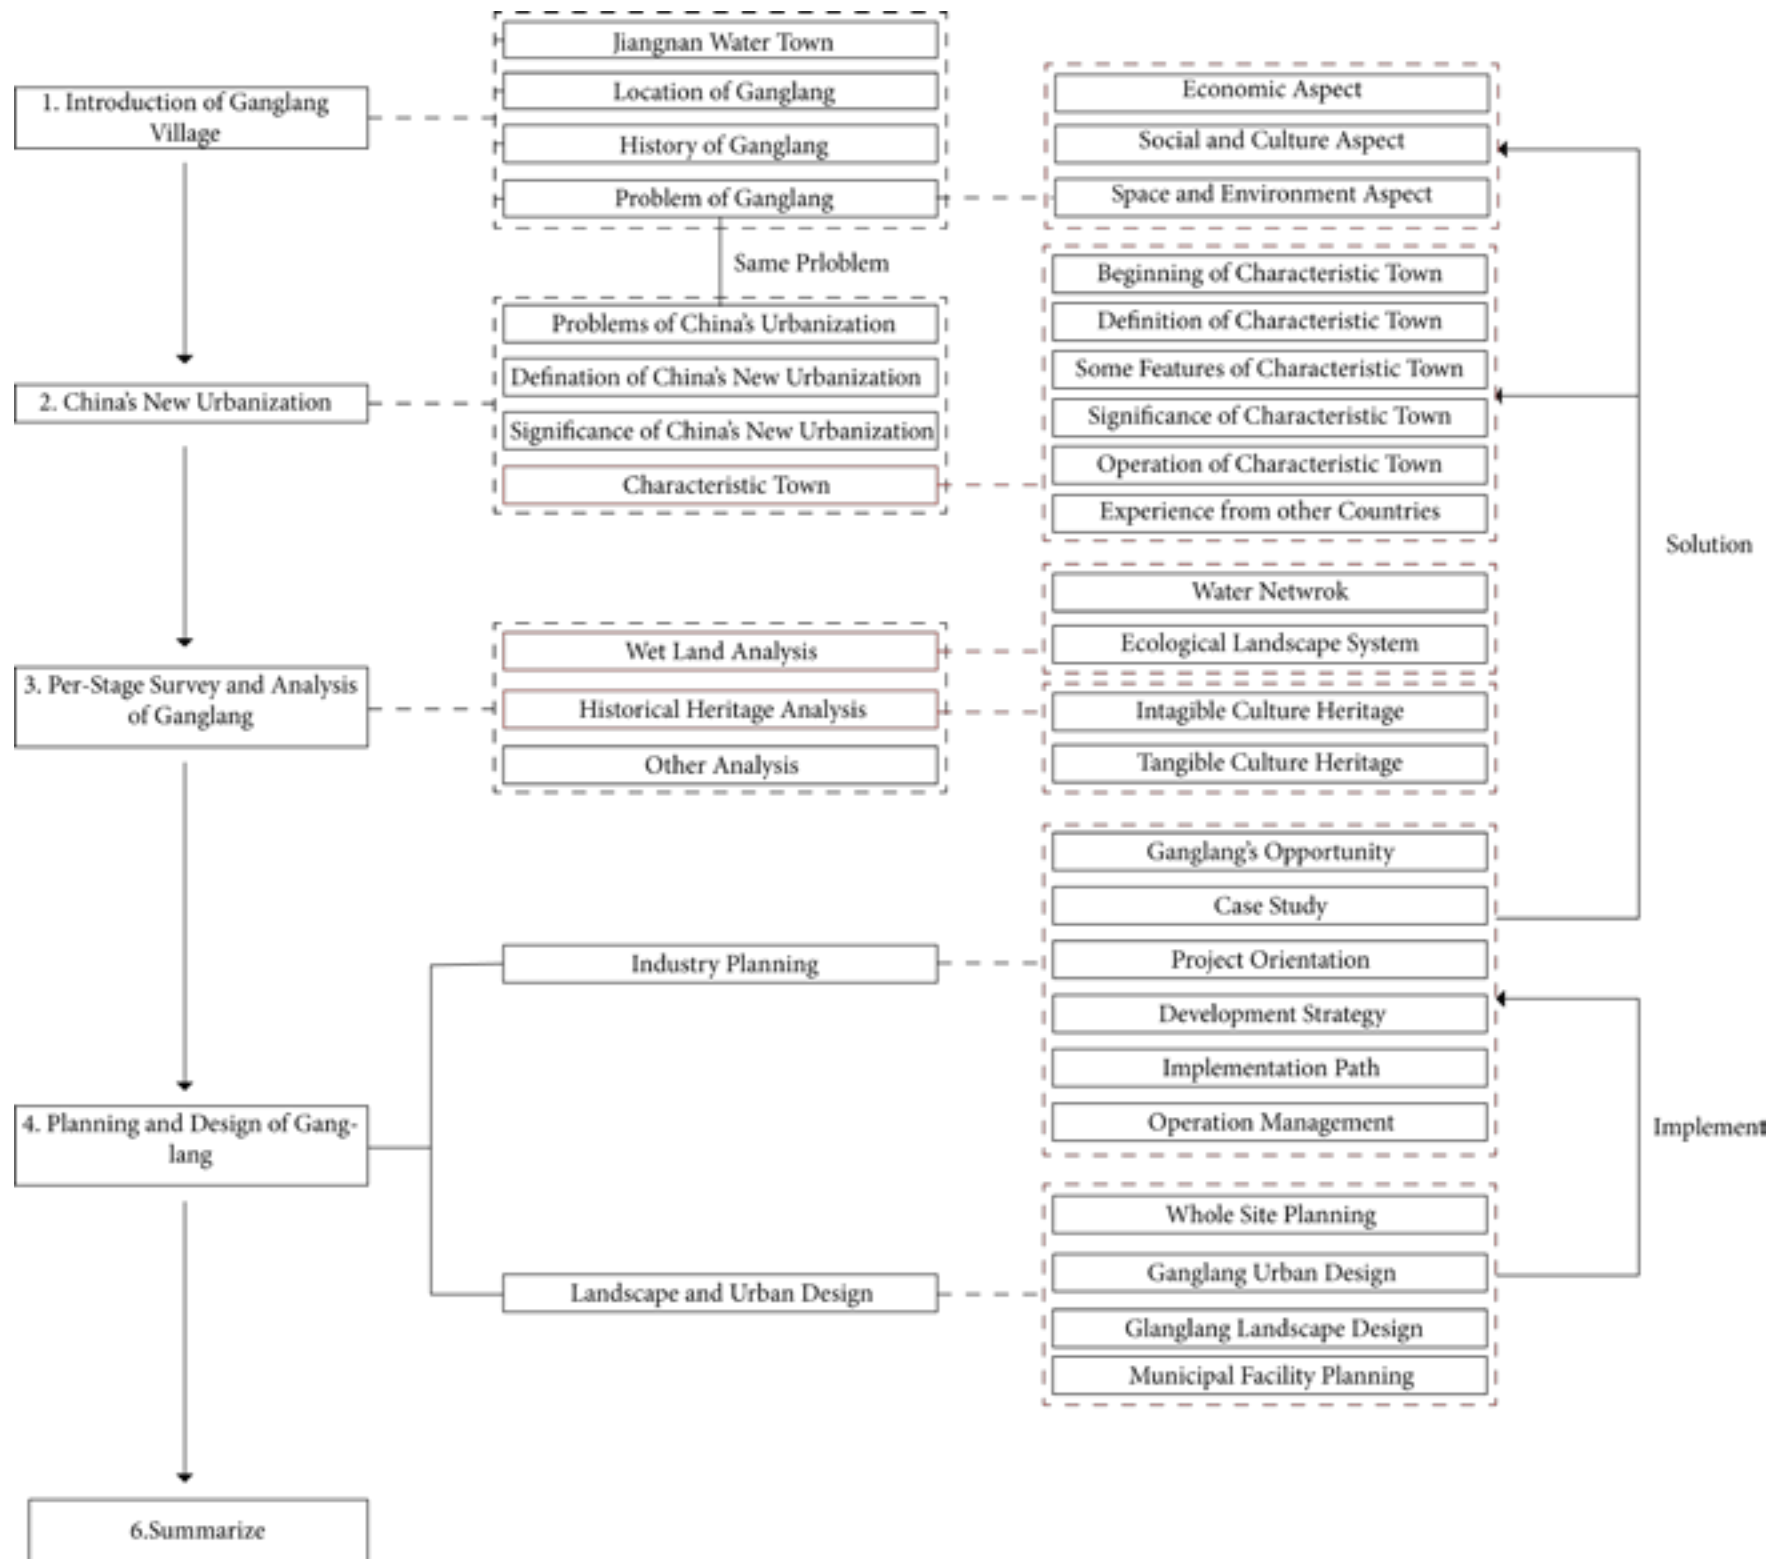 1. Introduction of Ganglang
Village
Jiangnan Water Town
Location of Ganglang
History of Ganglang
Problem of Ganglang
Economic Aspect
Social and Culture Aspect
Space and Environment Aspect
Same Prloblem
2. China's New Urbanization
Problems of China's Urbanization
Defination of China's New Urbanization
Significance of China's New Urbanization
Characteristic Town
Beginning of Characteristic Town
Definition of Characteristic Town
Some Features of Characteristic Town
Significance of Characteristic Town
Operation of Characteristic Town
Experience from other Countries
Solution
3. Per-Stage Survey and Analysis
of Ganglang
Wet Land Analysis
Historical Heritage Analysis
Other Analysis
Water Netwrok
Ecological Landscape System
Intagible Culture Heritage
Tangible Culture Heritage
4. Planning and Design of Gang-
lang
Industry Planning
Ganglang's Opportunity
Case Study
Project Orientation
Development Strategy
Implementation Path
Operation Management
Implement
Landscape and Urban Design
Whole Site Planning
Ganglang Urban Design
Glanglang Landscape Design
Municipal Facility Planning
6.Summarize